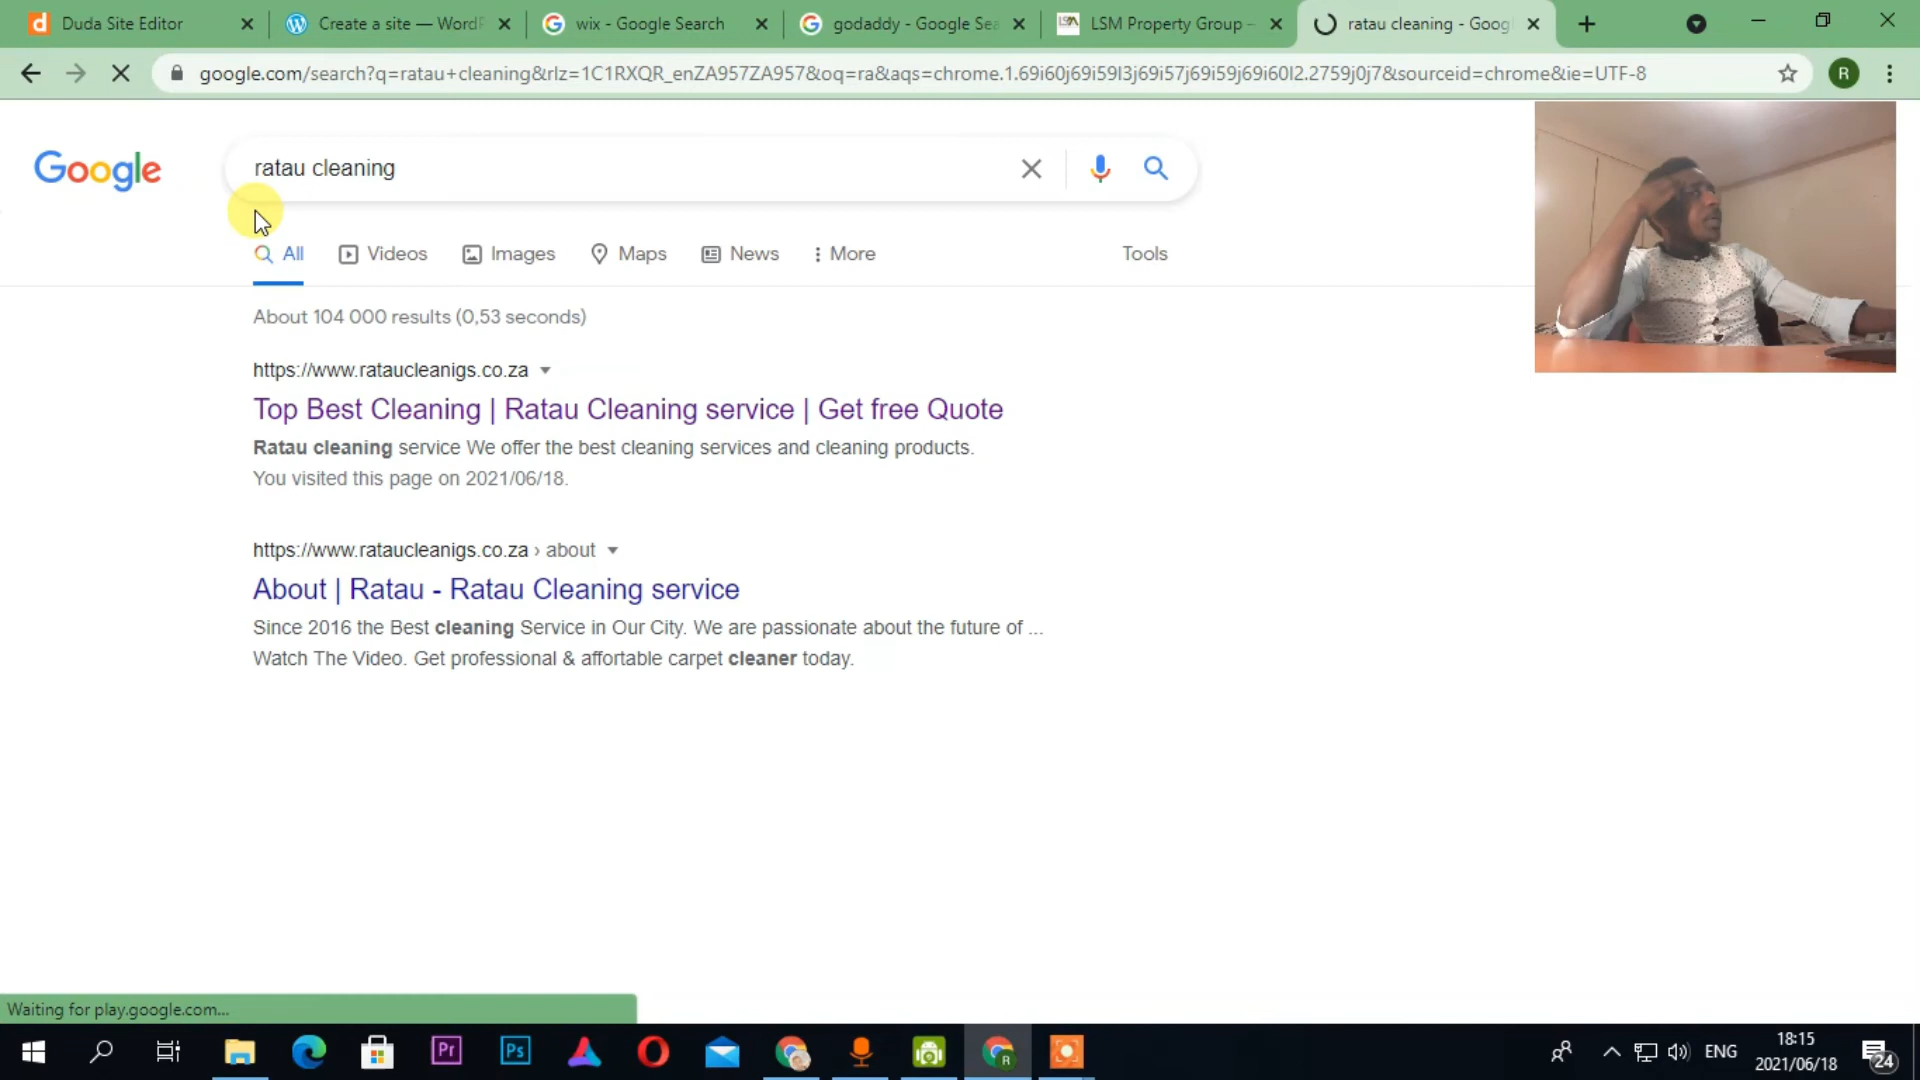 Duda Site Editor
Create a site — WordP
wix - Google Search
godaddy - Google Sea
LSM Property Group –
ratau cleaning - Goog
google.com/search?q=ratau+cleaning&rlz=1C1RXQR_enZA957ZA957&oq=ra&aqs=chrome.1.69i60j69i59l3j69i57j69i59j69i60l2.2759j0j7&sourceid=chrome&ie=UTF-8
R
Google
ratau cleaning
All
Videos
Images
Maps
News
More
Tools
About 104 000 results (0,53 seconds)
https://www.rataucleanigs.co.za
Top Best Cleaning | Ratau Cleaning service | Get free Quote
Ratau cleaning service We offer the best cleaning services and cleaning products.
You visited this page on 2021/06/18.
https://www.rataucleanigs.co.za › about
About | Ratau - Ratau Cleaning service
Since 2016 the Best cleaning Service in Our City. We are passionate about the future of ...
Watch The Video. Get professional & affortable carpet cleaner today.
Waiting for play.google.com...
Pr
Ps
R
ENG
18:15
2021/06/18
24